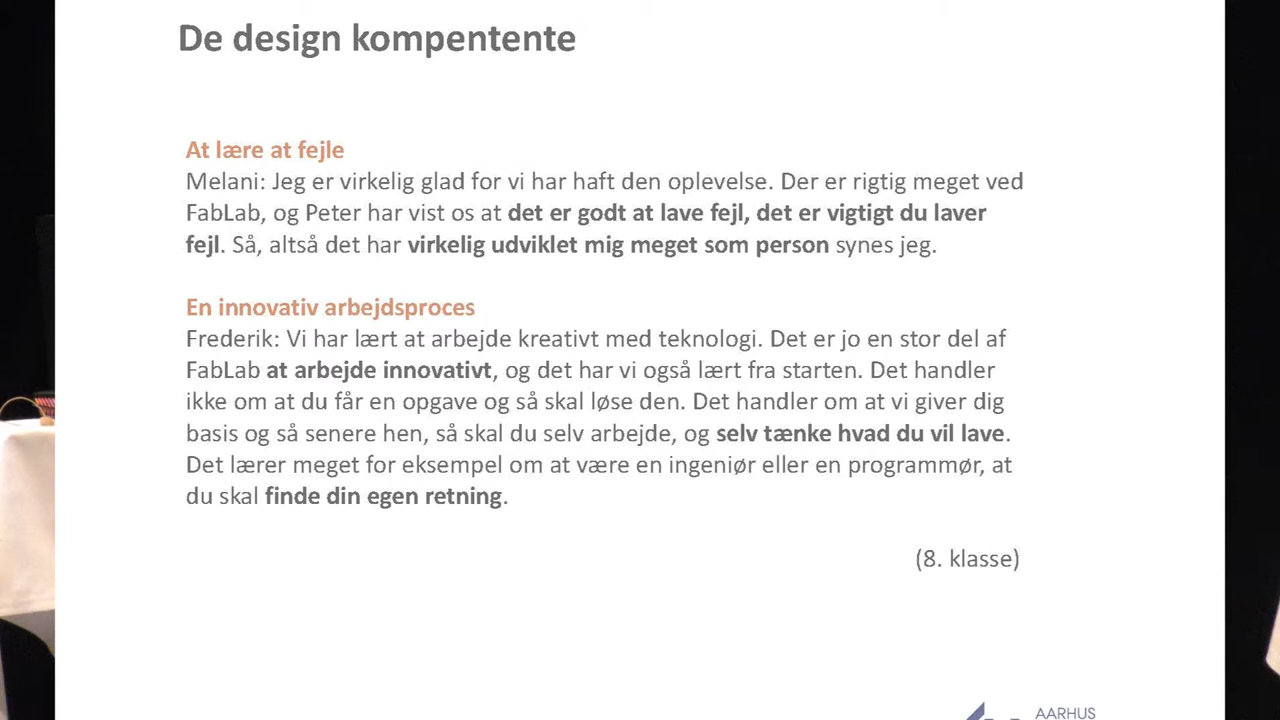 De design kompentente
At lære at fejle
Melani: Jeg er virkelig glad for vi har haft den oplevelse. Der er rigtig meget ved
FabLab, og Peter har vist os at det er godt at lave fejl, det er vigtigt du laver
fejl. Så, altså det har virkelig udviklet mig meget som person synes jeg.
En innovativ arbejdsproces
Frederik: Vi har lært at arbejde kreativt med teknologi. Det er jo en stor del af
FabLab at arbejde innovativt, og det har vi også lært fra starten. Det handler
ikke om at du får en opgave og så skal løse den. Det handler om at vi giver dig
basis og så senere hen, så skal du selv arbejde, og selv tænke hvad du vil lave.
Det lærer meget for eksempel om at være en ingeniør eller en programmør, at
du skal finde din egen retning.
(8. klasse)
AARHUS